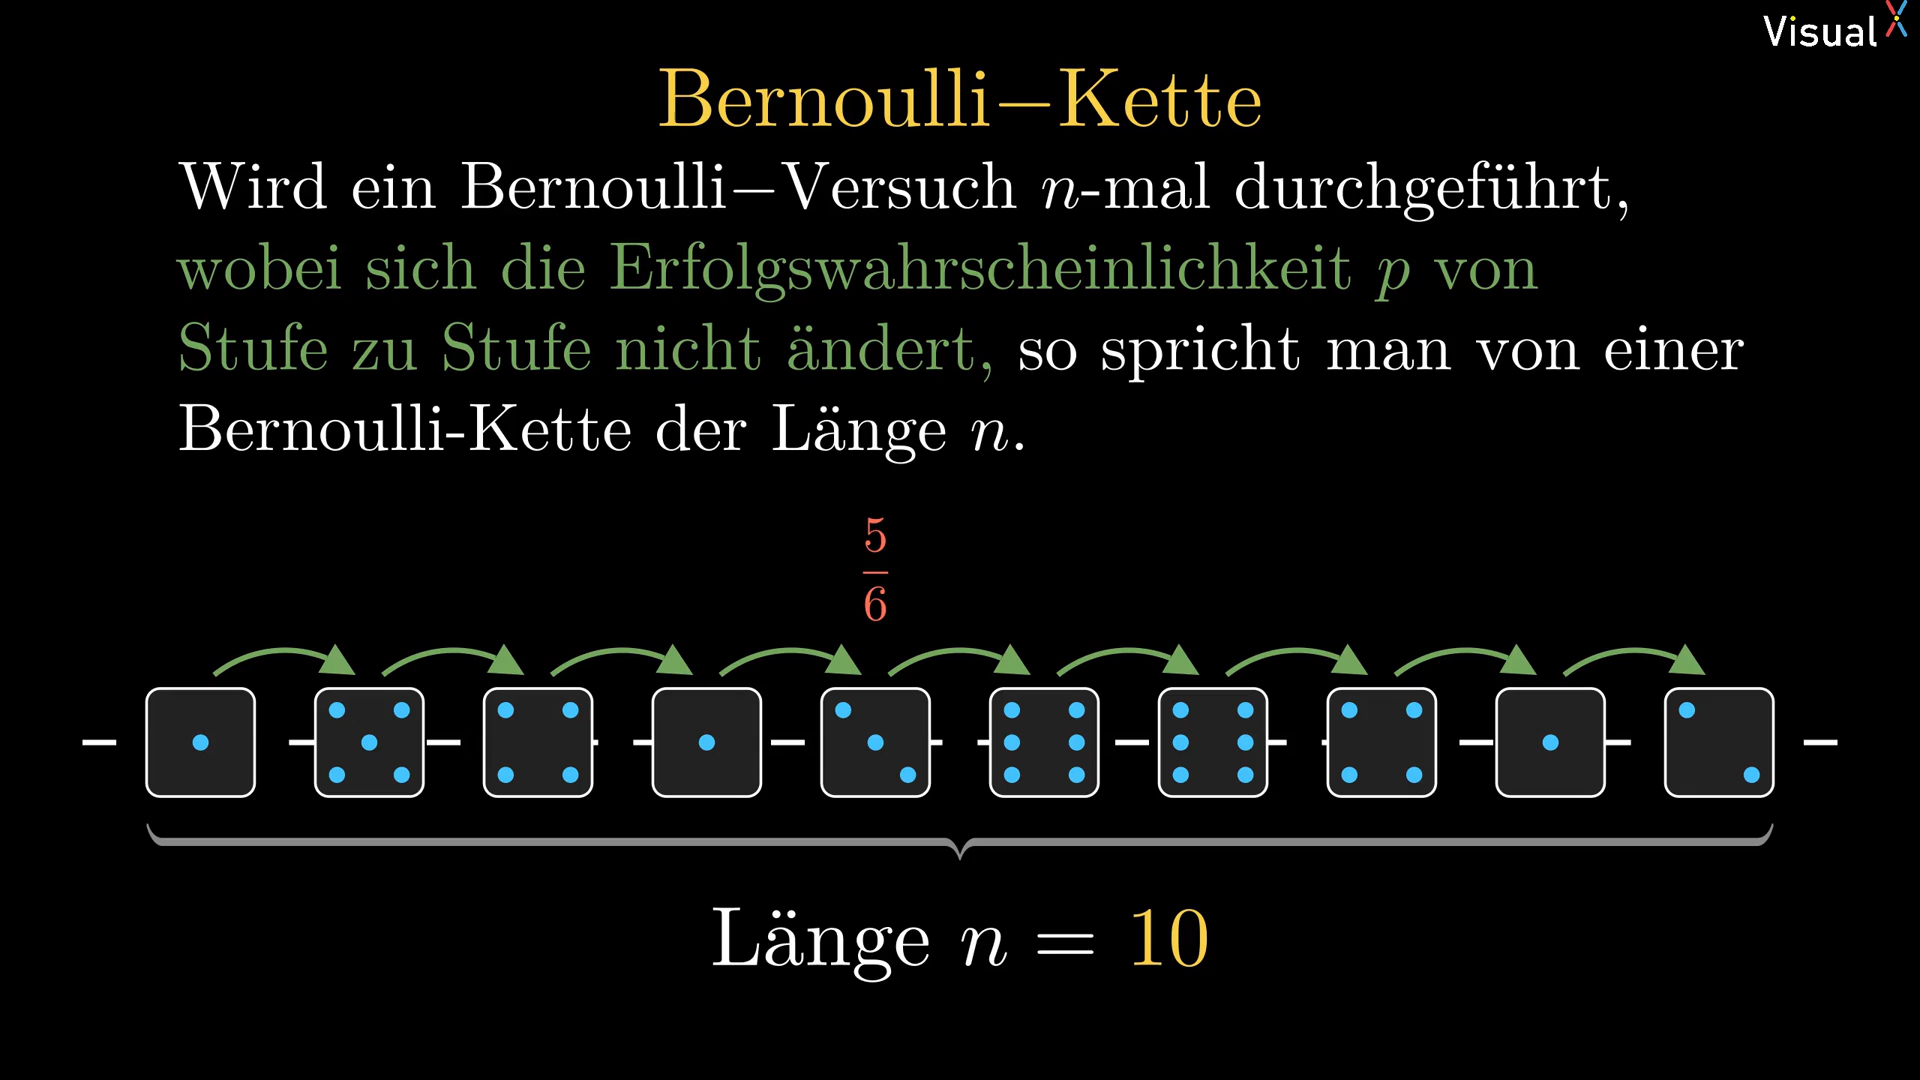 Visual X
Bernoulli–Kette
Wird ein Bernoulli–Versuch n-mal durchgeführt,
wobei sich die Erfolgswahrscheinlichkeit p von
Stufe zu Stufe nicht ändert, so spricht man von einer
Bernoulli-Kette der Länge n.
5
6
Länge n = 10